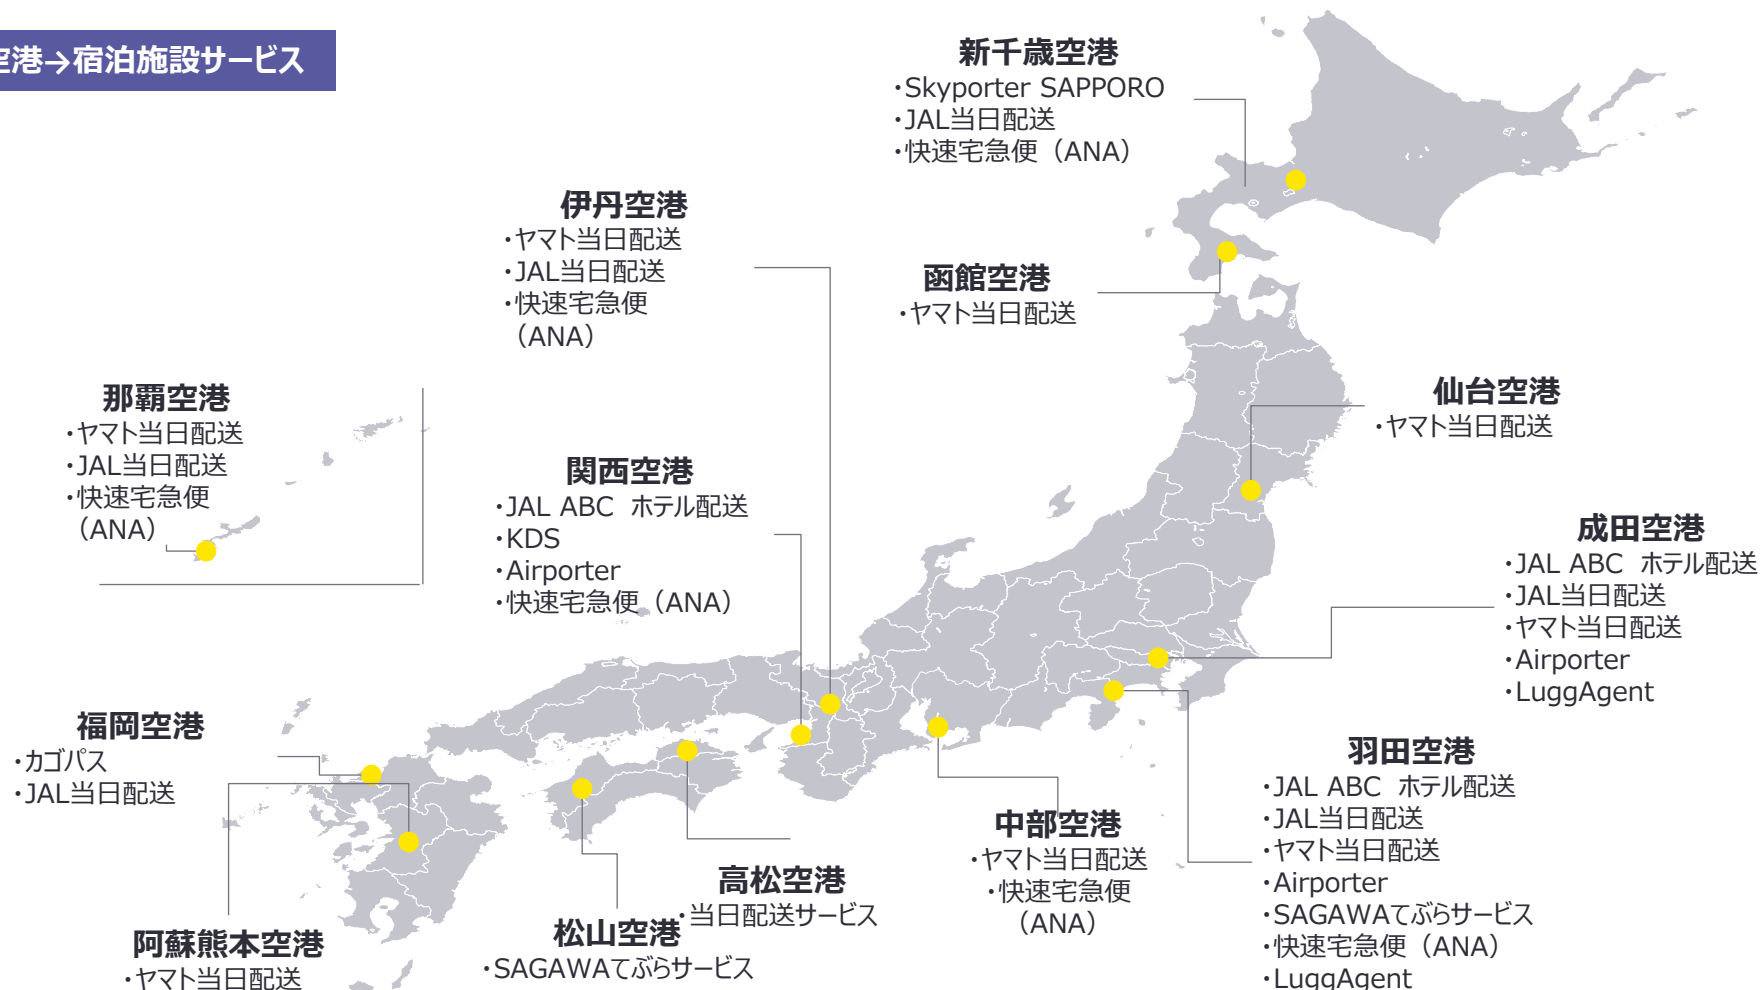 空港→宿泊施設サービス
新千歳空港
・Skyporter SAPPORO
・JAL当日配送
・快速宅急便（ANA）
伊丹空港
・ヤマト当日配送
・JAL当日配送
・快速宅急便
（ANA）
函館空港
・ヤマト当日配送
那覇空港
・ヤマト当日配送
・JAL当日配送
・快速宅急便
（ANA）
仙台空港
・ヤマト当日配送
関西空港
・JAL ABC ホテル配送
・KDS
・Airporter
・快速宅急便（ANA）
成田空港
・JAL ABC ホテル配送
・JAL当日配送
・ヤマト当日配送
・Airporter
・LuggAgent
福岡空港
・カゴパス
・JAL当日配送
羽田空港
・JAL ABC ホテル配送
・JAL当日配送
・ヤマト当日配送
・Airporter
・SAGAWAてぶらサービス
・快速宅急便（ANA）
・LuggAgent
中部空港
・ヤマト当日配送
・快速宅急便
（ANA）
高松空港
・当日配送サービス
松山空港
・SAGAWAてぶらサービス
阿蘇熊本空港
・ヤマト当日配送